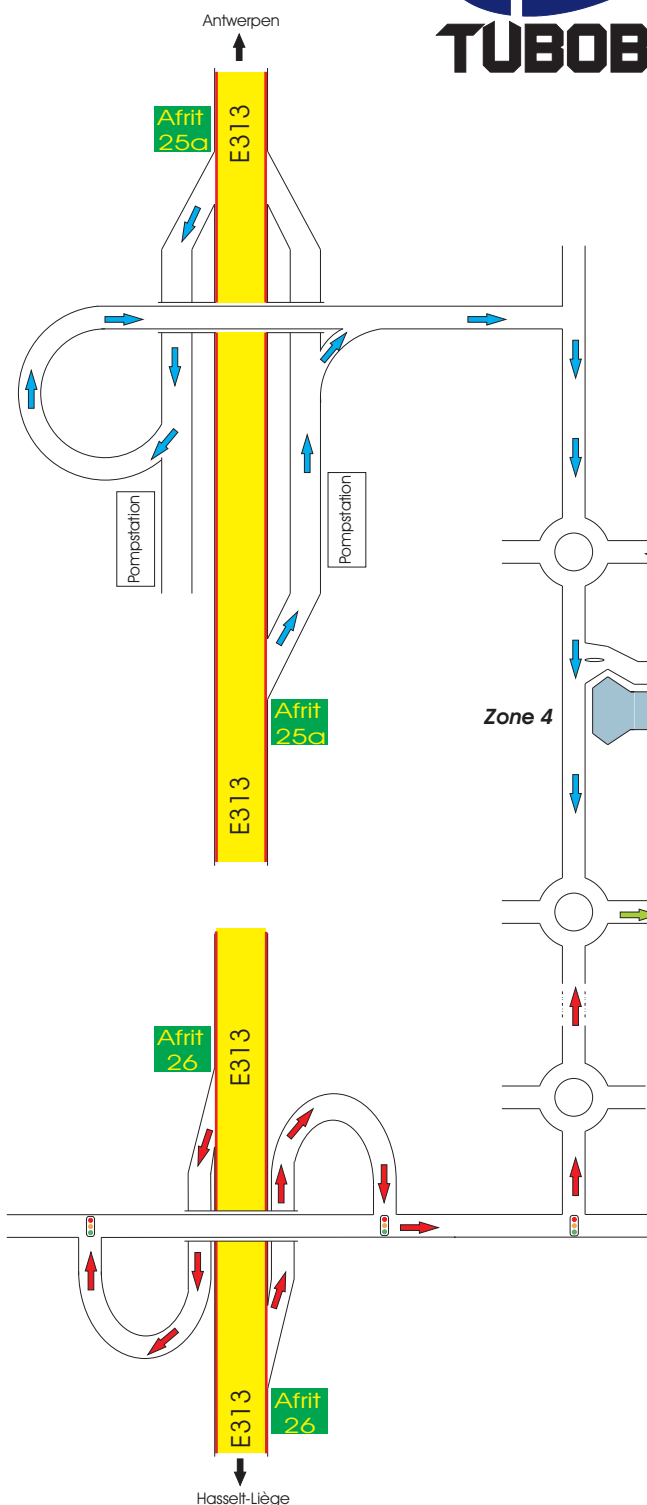 Antwerpen
TUBOB
Afrit
25a
E313
Pompstation
Pompstation
Afrit
25a
Zone 4
E313
Afrit
26
E313
Afrit
26
E313
Hasselt-Liège